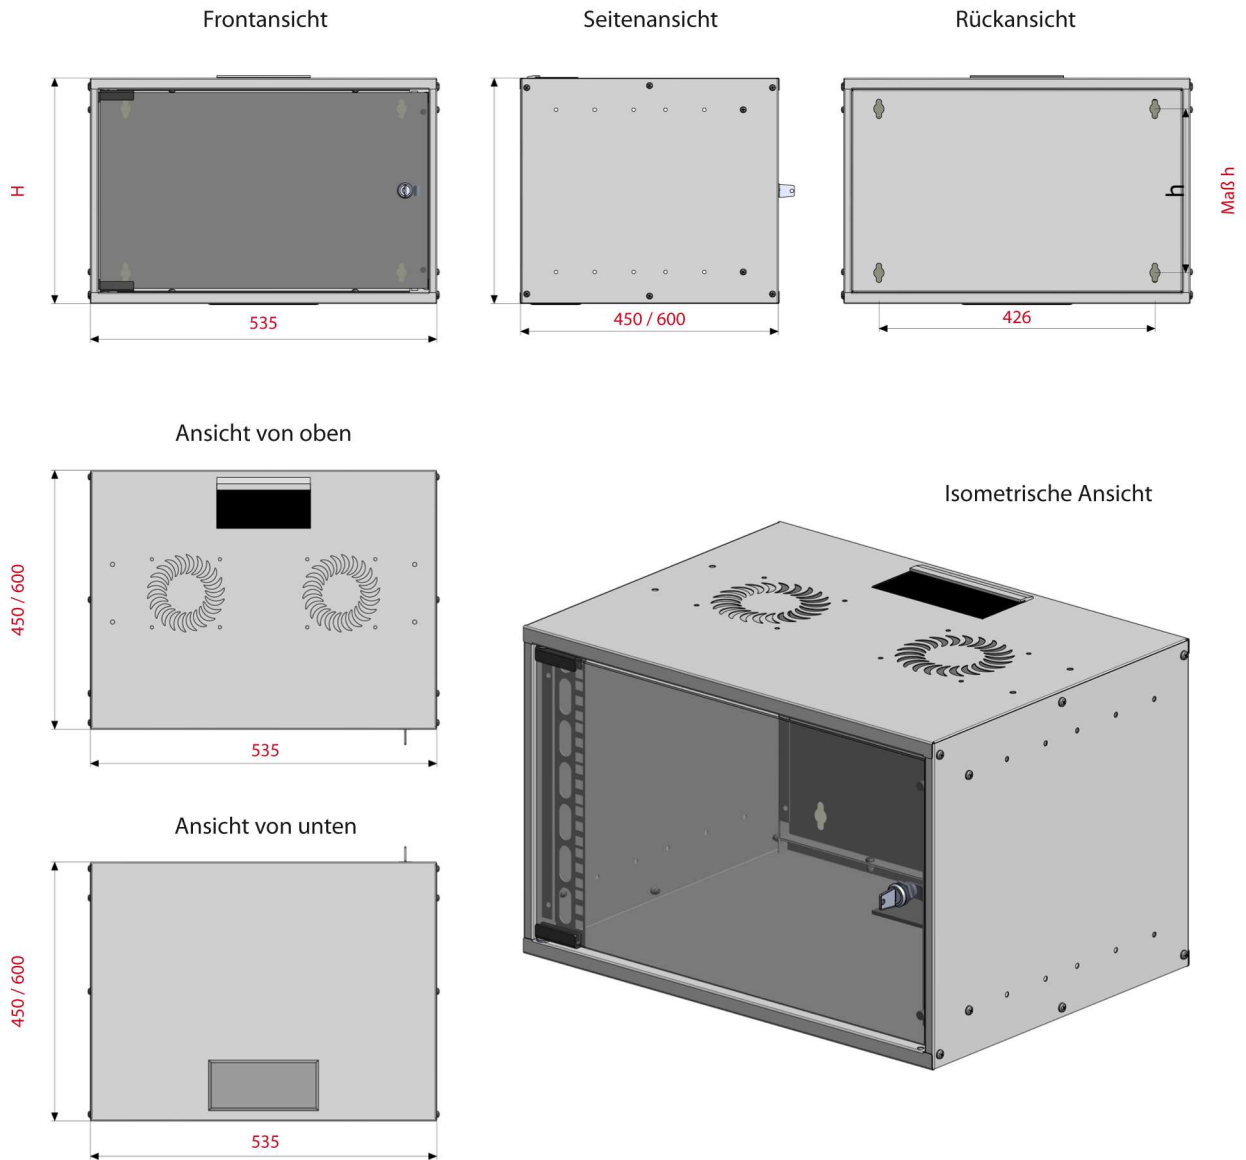 Frontansicht
Seitenansicht
Rückansicht
H
h
Maß h
535
450 / 600
426
Ansicht von oben
Isometrische Ansicht
450 / 600
535
Ansicht von unten
450 / 600
535